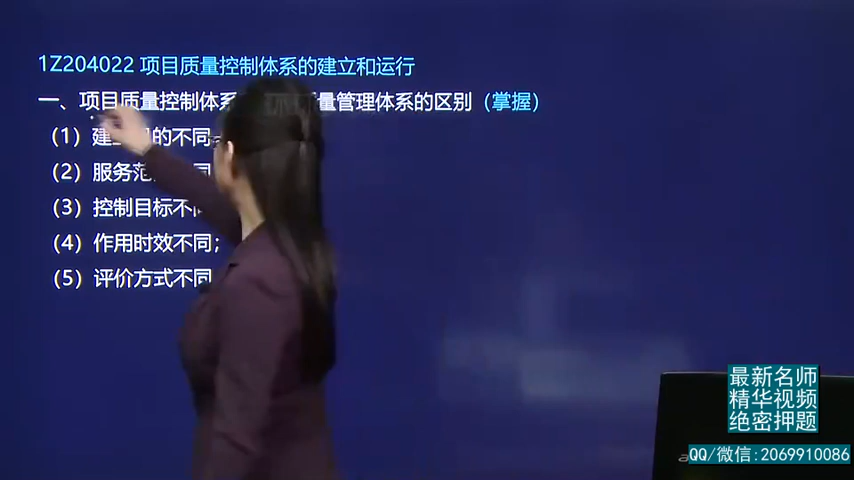 1Z204022 项目质量控制体系的建立和运行
一、项目质量控制体系 质量管理体系的区别（掌握）
（1）建 的不同；
（2）服务范 同
（3）控制目标不同
（4）作用时效不同；
（5）评价方式不同
最新名师
精华视频
绝密押题
QQ/微信:2069910086